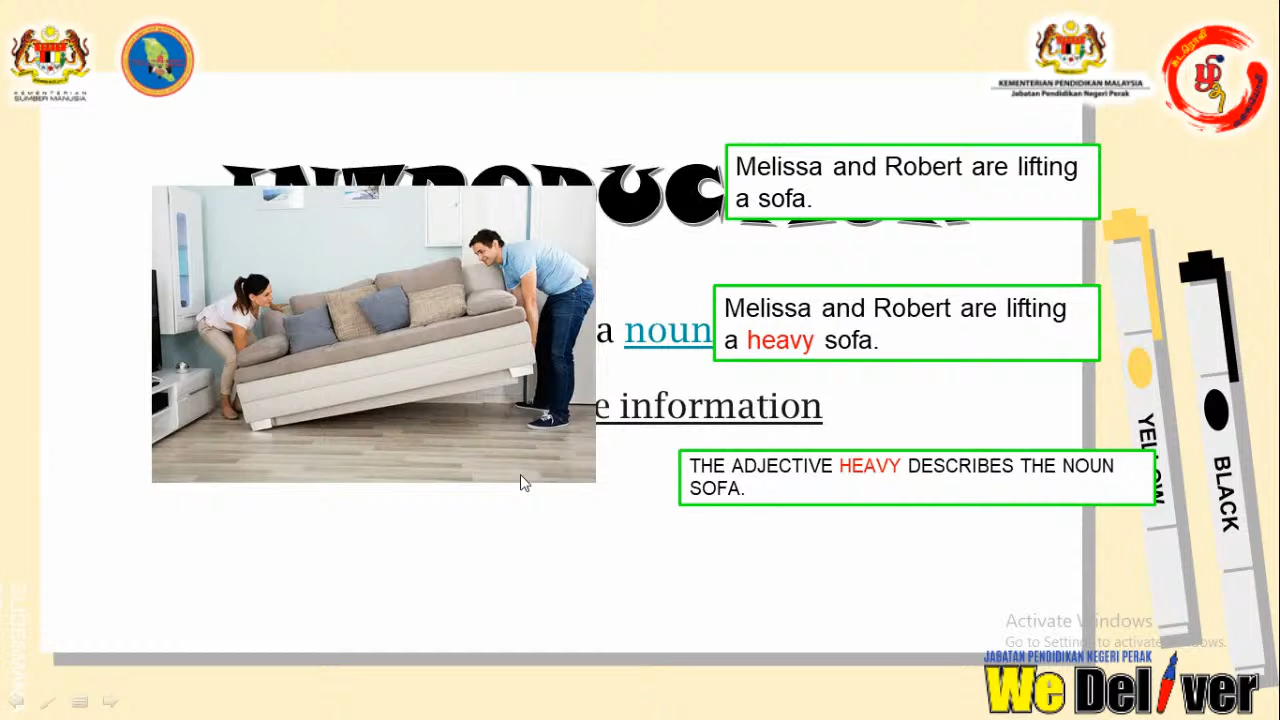 KEMENTERIAN
SUMBER MANUSIA
KEMENTERIAN PENDIDIKAN MALAYSIA
Jabatan Pendidikan Negeri Perak
Melissa and Robert are lifting
a sofa.
Melissa and Robert are lifting
a heavy sofa.
a noun
e information
THE ADJECTIVE HEAVY DESCRIBES THE NOUN
SOFA.
YELLOW
BLACK
Activate Windows
Go to Settings to activate Windows.
JABATAN PENDIDIKAN NEGERI PERAK
We Deliver